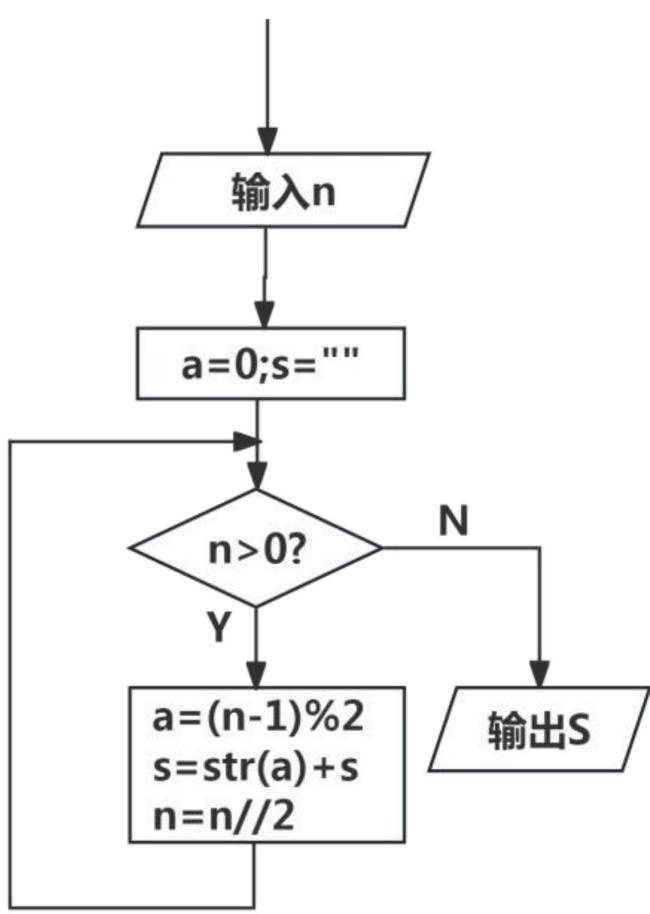 输入n
a=0;s=""
n>0?
N
Y
a=(n-1)%2
s=str(a)+s
n=n//2
输出S